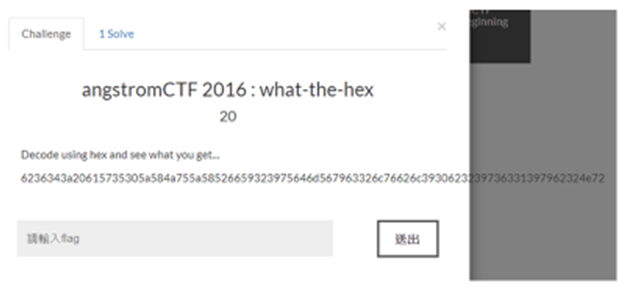 Challenge
1 Solve
×
ginning
angstromCTF 2016 : what-the-hex
20
Decode using hex and see what you get...
6236343a20615735305a584a755a58526659323975646d567963326c76626c3930623239736331397962324e72
請輸入flag
送出